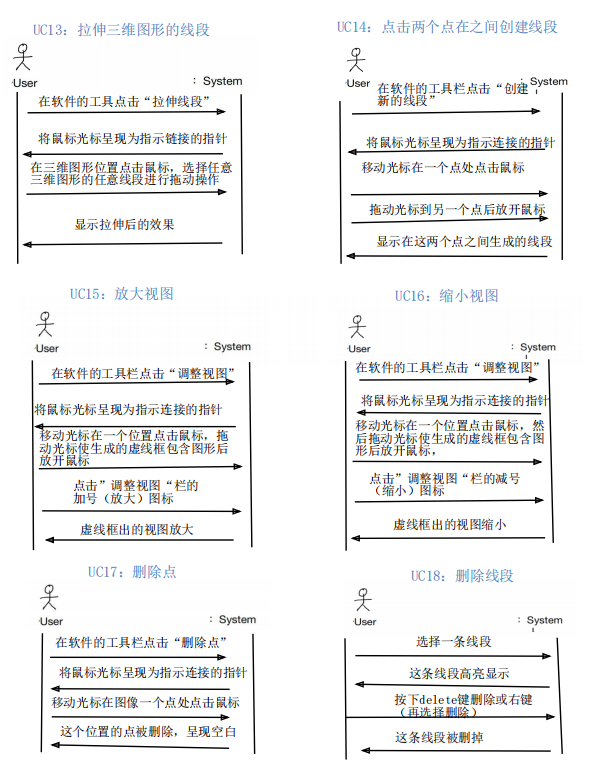 UC13：拉伸三维图形的线段
User
: System
在软件的工具点击“拉伸线段”
将鼠标光标呈现为指示链接的指针
在三维图形位置点击鼠标，选择任意
三维图形的任意线段进行拖动操作
显示拉伸后的效果
UC14：点击两个点在之间创建线段
User
: System
在软件的工具栏点击“创建
新的线段”
将鼠标光标呈现为指示连接的指针
移动光标在一个点处点击鼠标
拖动光标到另一个点后放开鼠标
显示在这两个点之间生成的线段
UC15：放大视图
User
: System
在软件的工具栏点击“调整视图”
将鼠标光标呈现为指示连接的指针
移动光标在一个位置点击鼠标，拖
动光标使生成的虚线框包含图形后
放开鼠标
点击”调整视图“栏的
加号（放大）图标
虚线框出的视图放大
UC16：缩小视图
User
: System
在软件的工具栏点击“调整视图”
将鼠标光标呈现为指示连接的指针
移动光标在一个位置点击鼠标，然
后拖动光标使生成的虚线框包含图
形后放开鼠标，
点击”调整视图“栏的减号
（缩小）图标
虚线框出的视图缩小
UC17：删除点
User
: System
在软件的工具栏点击“删除点”
将鼠标光标呈现为指示连接的指针
移动光标在图像一个点处点击鼠标
这个位置的点被删除，呈现空白
UC18：删除线段
User
: System
选择一条线段
这条线段高亮显示
按下delete键删除或右键
（再选择删除）
这条线段被删掉